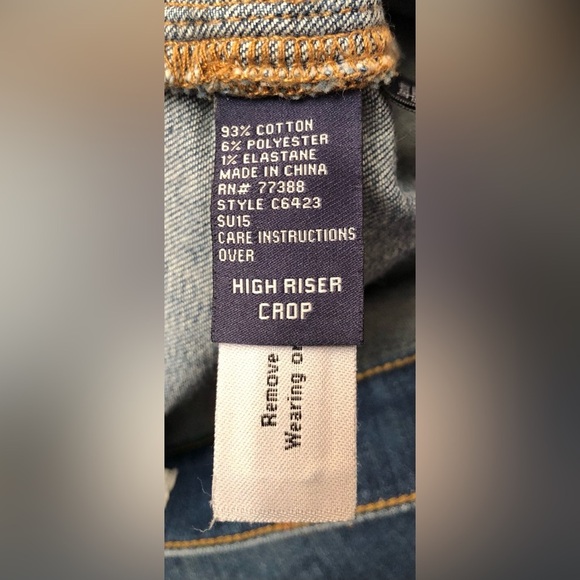 93% COTTON
6% POLYESTER
1% ELASTANE
MADE IN CHINA
RN# 77388
STYLE C6423
SU15
CARE INSTRUCTIONS
OVER
HIGH RISER
CROP
Remove
Wearing or